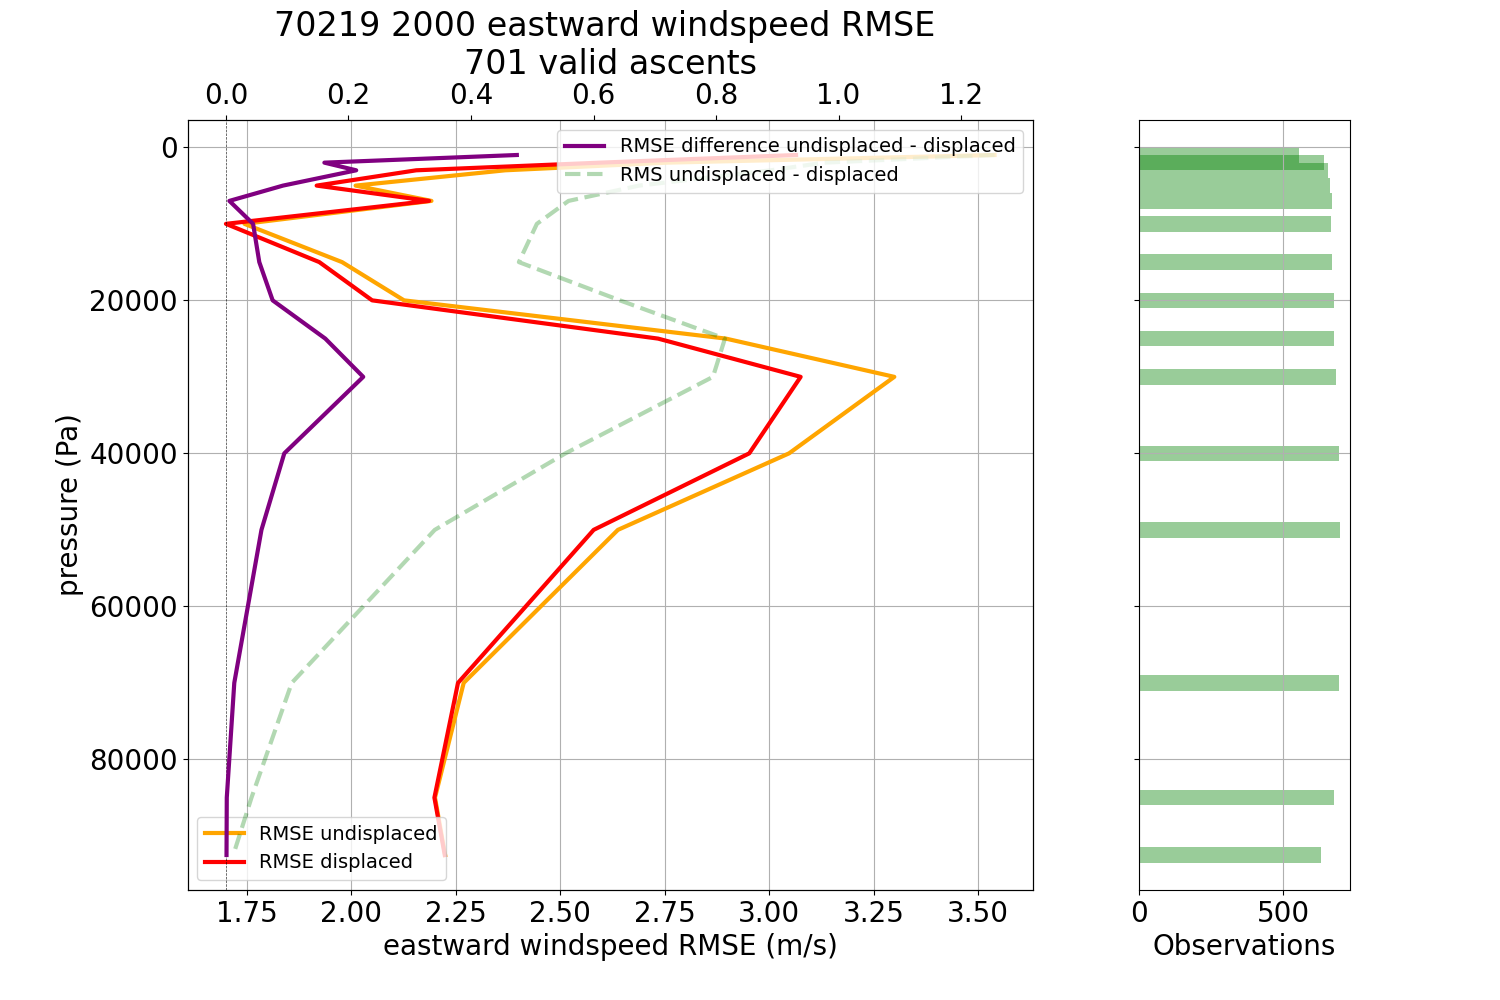 70219 2000 eastward windspeed RMSE
701 valid ascents
0.0 0.2 0.4 0.6 0.8 1.0 1.2
RMSE difference undisplaced - displaced
RMS undisplaced - displaced
0
20000
40000
60000
80000
pressure (Pa)
RMSE undisplaced
RMSE displaced
1.75 2.00 2.25 2.50 2.75 3.00 3.25 3.50
eastward windspeed RMSE (m/s)
0 500
Observations